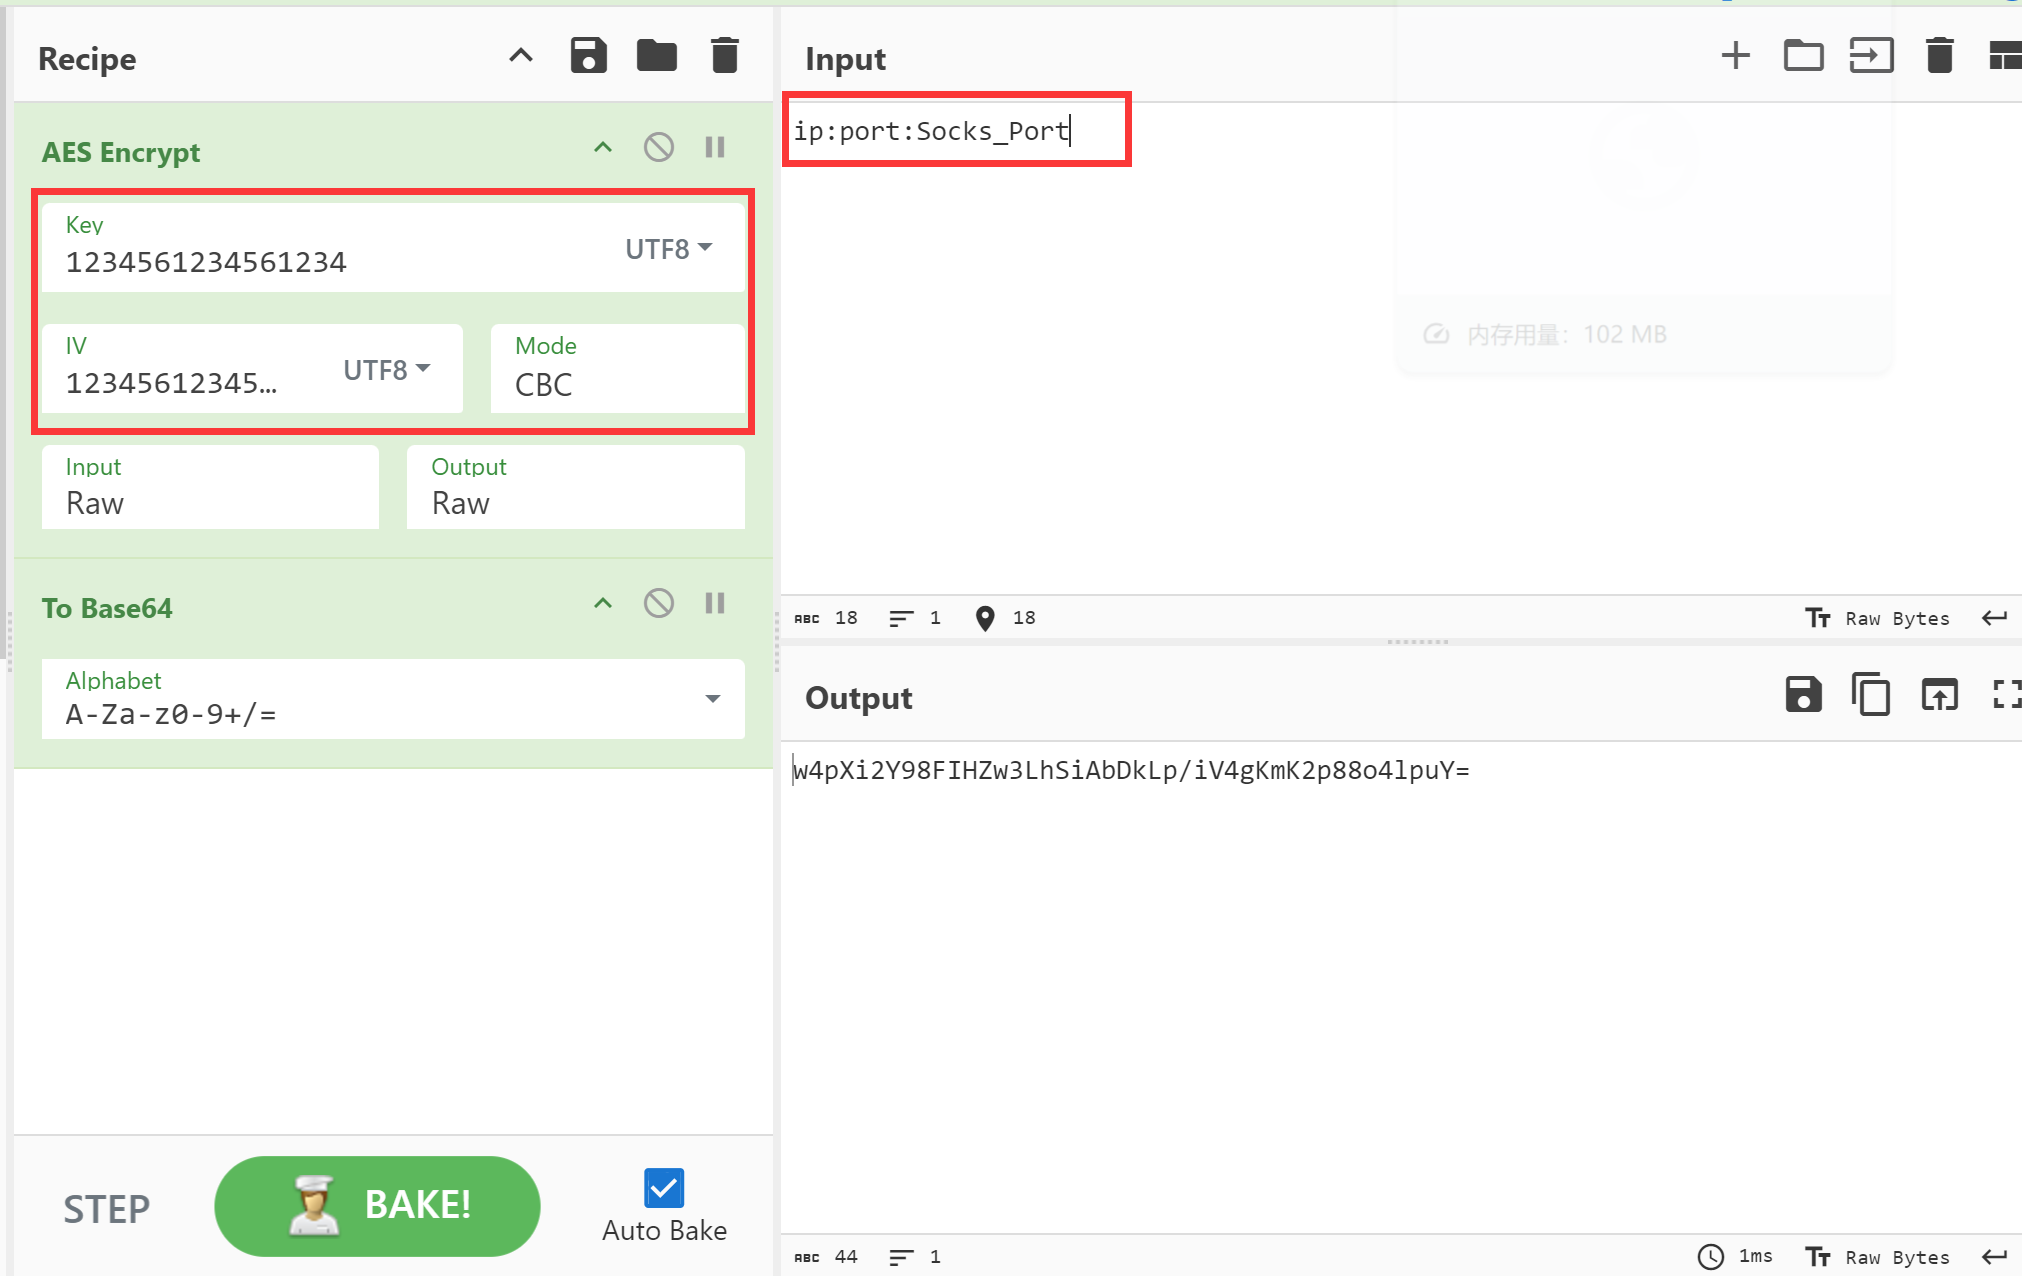 Recipe
AES Encrypt
Key
1234561234561234
UTF8
IV
12345612345...
UTF8
Mode
CBC
Input
Raw
Output
Raw
To Base64
Alphabet
A-Za-z0-9+/=
STEP
BAKE!
Auto Bake
Input
ip:port:Socks_Port
内存用量：102 MB
ABC 18
1
18
Tт Raw Bytes
Output
w4pXi2Y98FIHZw3LhSiAbDkLp/iV4gKmK2p88o4lpuY=
ABC 44
1
1ms
Tт Raw Bytes